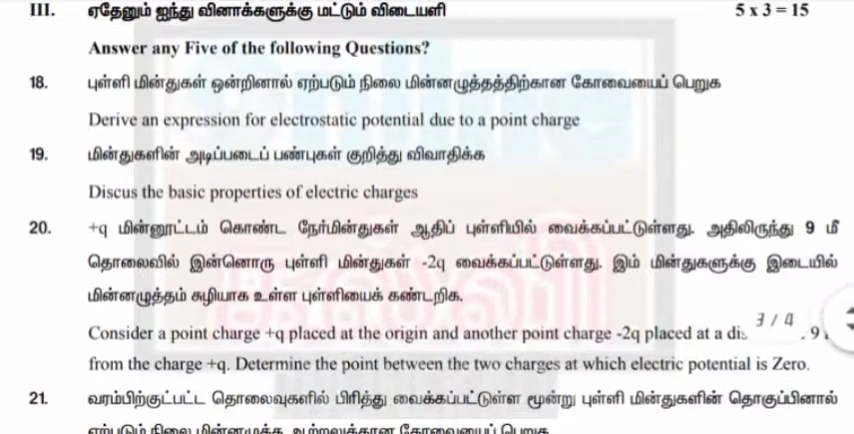 III. ஏதேனும் ஐந்து வினாக்களுக்கு மட்டும் விடையளி 5 x 3 = 15
Answer any Five of the following Questions?
18. புள்ளி மின்துகள் ஒன்றினால் ஏற்படும் நிலை மின்னழுத்தத்திற்கான கோவையைப் பெறுக
Derive an expression for electrostatic potential due to a point charge
19. மின்துகளின் அடிப்படைப் பண்புகள் குறித்து விவாதிக்க
Discus the basic properties of electric charges
20. +q மின்னூட்டம் கொண்ட நேர்மின்துகள் ஆதிப் புள்ளியில் வைக்கப்பட்டுள்ளது. அதிலிருந்து 9 மீ
தொலைவில் இன்னொரு புள்ளி மின்துகள் -2q வைக்கப்பட்டுள்ளது. இம் மின்துகளுக்கு இடையில்
மின்னழுத்தம் சுழியாக உள்ள புள்ளியைக் கண்டறிக.
Consider a point charge +q placed at the origin and another point charge -2q placed at a 3 / 4 9
from the charge +q. Determine the point between the two charges at which electric potential is Zero.
21. வரம்பிற்குட்பட்ட தொலைவுகளில் பிரித்து வைக்கப்பட்டுள்ள மூன்று புள்ளி மின்துகளின் தொகுப்பினால்